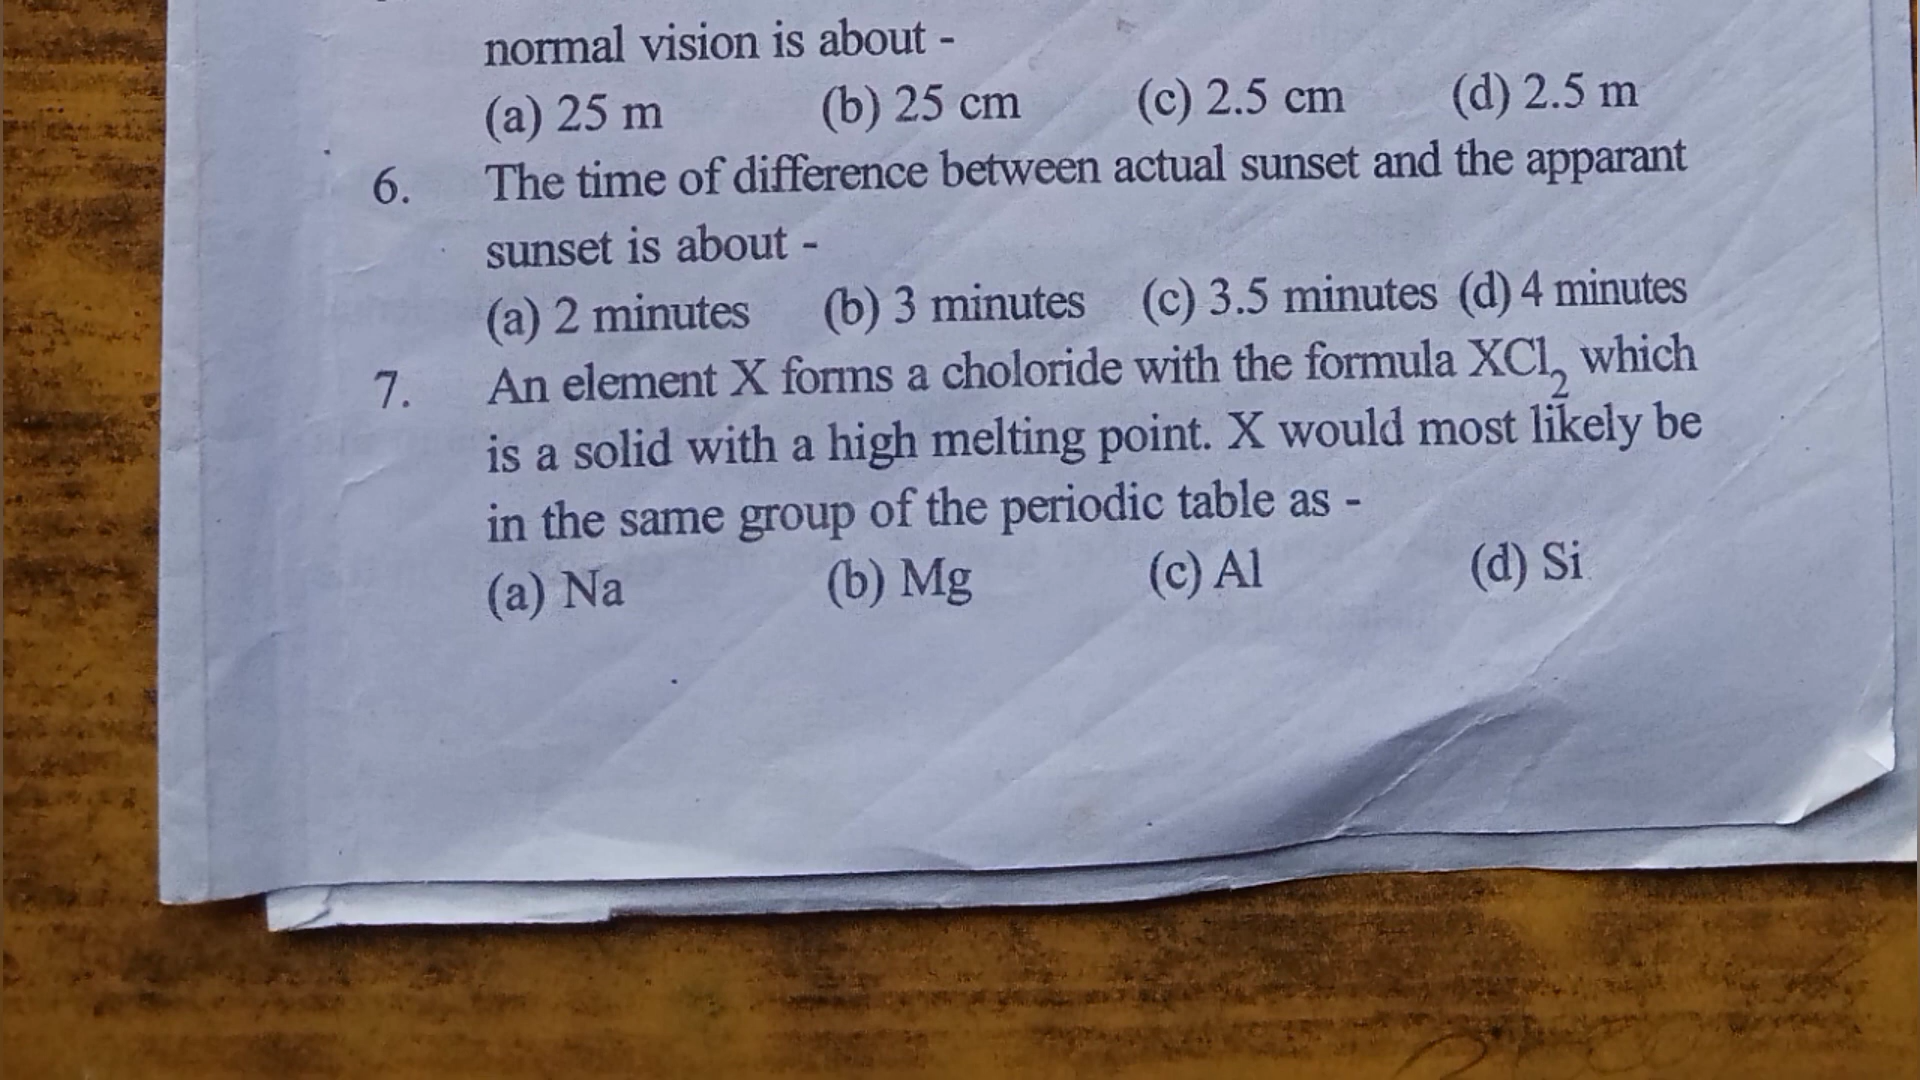 normal vision is about -
(a) 25 m (b) 25 cm (c) 2.5 cm (d) 2.5 m
6. The time of difference between actual sunset and the apparant
sunset is about -
(a) 2 minutes (b) 3 minutes (c) 3.5 minutes (d) 4 minutes
7. An element X forms a choloride with the formula XCl₂ which
is a solid with a high melting point. X would most likely be
in the same group of the periodic table as -
(a) Na (b) Mg (c) Al (d) Si